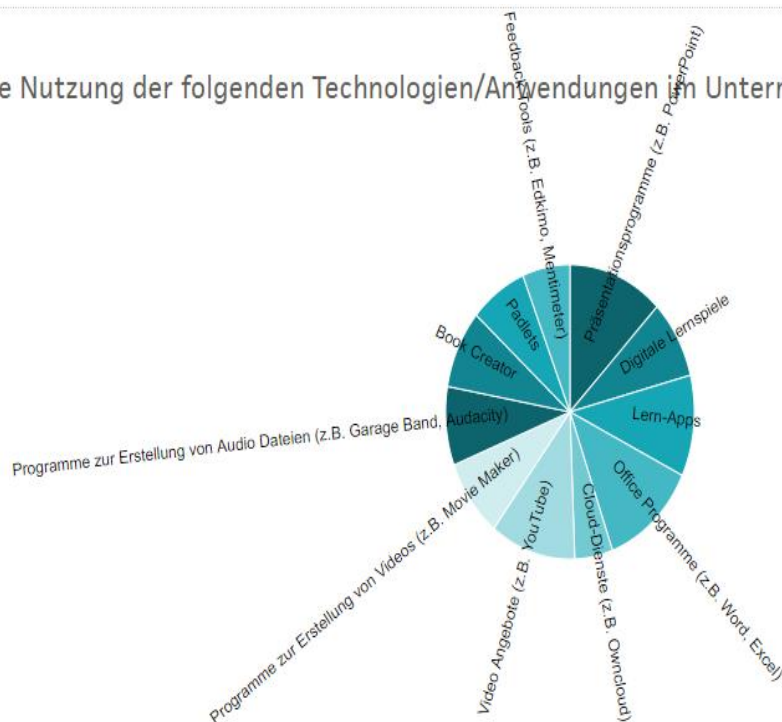 e Nutzung der folgenden Technologien/Anwendungen im Unterr
Präsentationsprogramme (z.B. PowerPoint)
Digitale Lernspiele
Lern-Apps
Office Programme (z.B. Word, Excel)
Cloud-Dienste (z.B. Owncloud)
Video Angebote (z.B. YouTube)
Programme zur Erstellung von Videos (z.B. Movie Maker)
Programme zur Erstellung von Audio Dateien (z.B. Garage Band, Audacity)
Book Creator
Padlets
Feedback-Tools (z.B. Edkimo, Mentimeter)